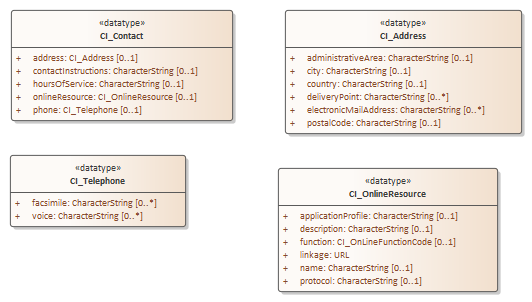 «datatype»
CI_Contact
+ address: CI_Address [0..1]
+ contactInstructions: CharacterString [0..1]
+ hoursOfService: CharacterString [0..1]
+ onlineResource: CI_OnlineResource [0..1]
+ phone: CI_Telephone [0..1]
«datatype»
CI_Address
+ administrativeArea: CharacterString [0..1]
+ city: CharacterString [0..1]
+ country: CharacterString [0..1]
+ deliveryPoint: CharacterString [0..*]
+ electronicMailAddress: CharacterString [0..*]
+ postalCode: CharacterString [0..1]
«datatype»
CI_Telephone
+ facsimile: CharacterString [0..*]
+ voice: CharacterString [0..*]
«datatype»
CI_OnlineResource
+ applicationProfile: CharacterString [0..1]
+ description: CharacterString [0..1]
+ function: CI_OnLineFunctionCode [0..1]
+ linkage: URL
+ name: CharacterString [0..1]
+ protocol: CharacterString [0..1]